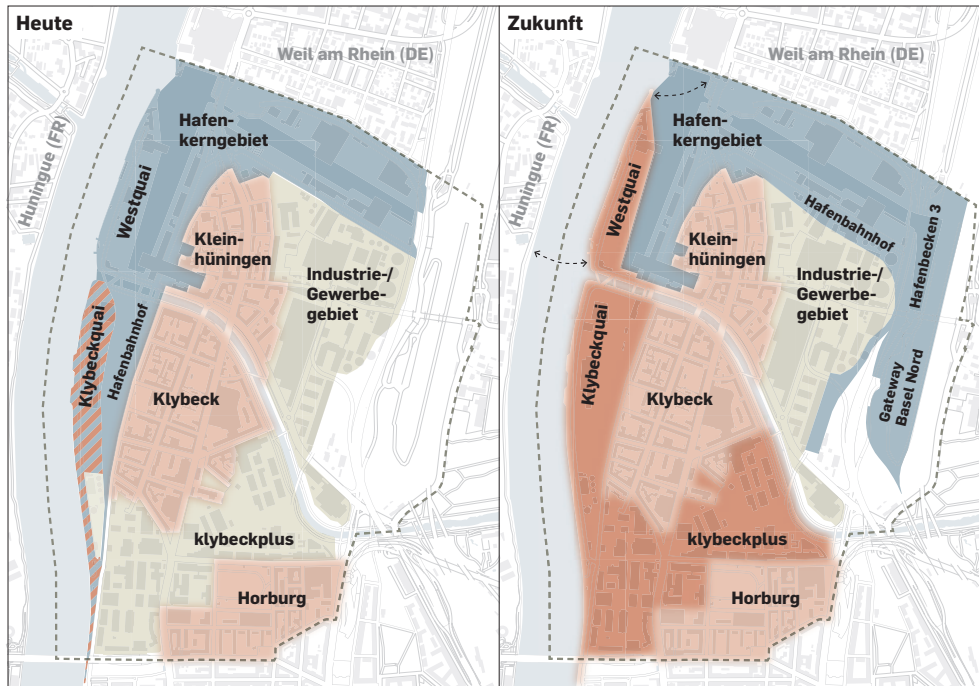 Heute
Weil am Rhein (DE)
Huningue (FR)
Hafen-
kerngebiet
Westquai
Klein-
hüningen
Industrie-/
Gewerbe-
gebiet
Klybeckquai
Hafenbahnhof
Klybeck
klybeckplus
Horburg
Zukunft
Weil am Rhein (DE)
Huningue (FR)
Hafen-
kerngebiet
Westquai
Hafenbahnhof
Hafenbecken 3
Klein-
hüningen
Industrie-/
Gewerbe-
gebiet
Klybeckquai
Gateway
Basel Nord
Klybeck
klybeckplus
Horburg